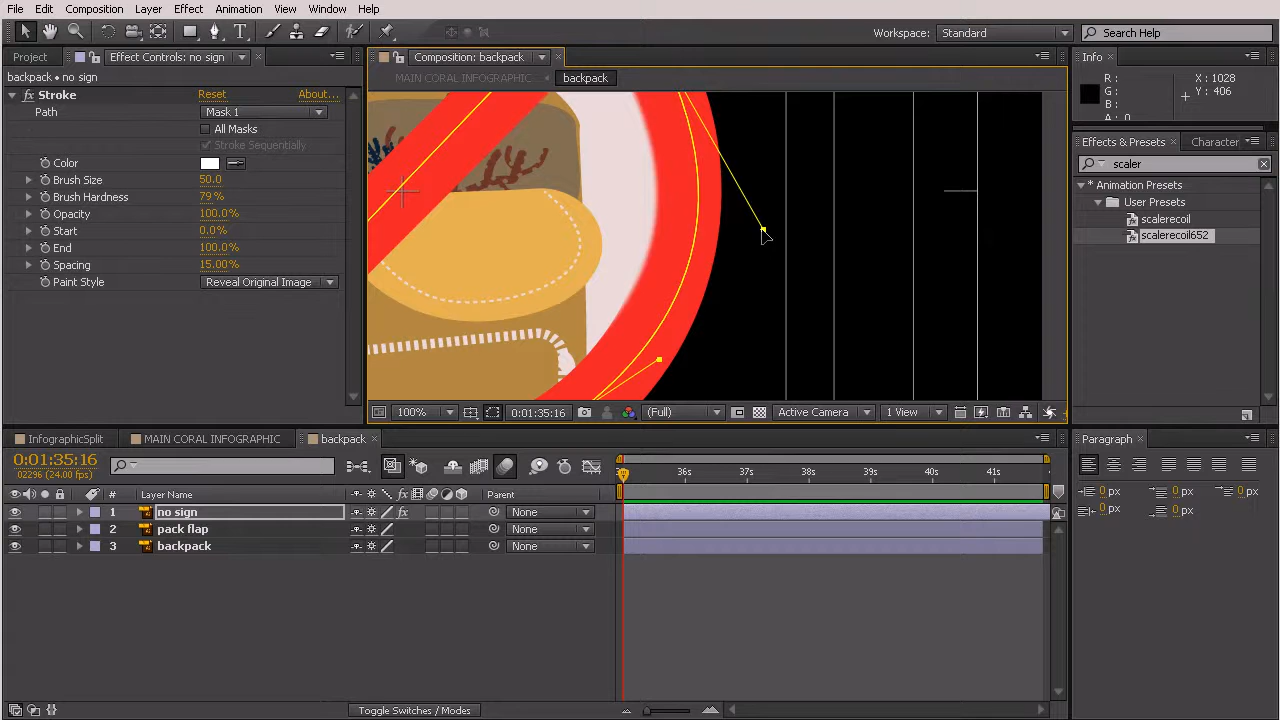 File Edit Composition Layer Effect Animation View Window Help
Workspace: Standard Search Help
Project Effect Controls: no sign Composition: backpack Info
backpack • no sign MAIN CORAL INFOGRAPHIC backpack
fx Stroke Reset About...
Path Mask 1
All Masks
Stroke Sequentially
Color
Brush Size 50.0
Brush Hardness 79 %
Opacity 100.0%
Start 0.0%
End 100.0%
Spacing 15.00%
Paint Style Reveal Original Image
R : X : 1028
G : Y : 406
B :
A : 0
Effects & Presets Character
scaler
* Animation Presets
User Presets
scalerecoil
scalerecoil652
100% 0:01:35:16 (Full) Active Camera 1 View
InfographicSplit MAIN CORAL INFOGRAPHIC backpack Paragraph
0:01:35:16
02296 (24.00 fps)
36s 37s 38s 39s 40s 41s
# Layer Name fx Parent
1 no sign fx None
2 pack flap None
3 backpack None
0 px 0 px 0 px
0 px 0 px
Toggle Switches / Modes